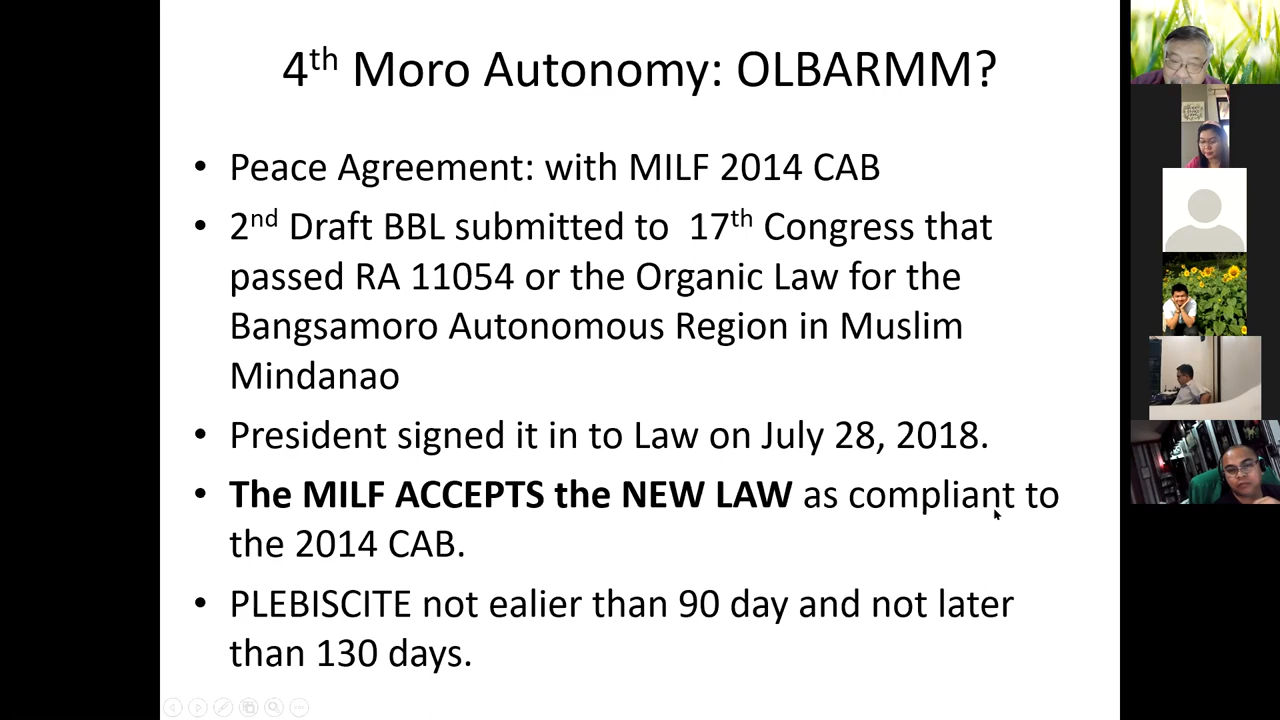 4th Moro Autonomy: OLBARMM?
• Peace Agreement: with MILF 2014 CAB
• 2nd Draft BBL submitted to 17th Congress that
passed RA 11054 or the Organic Law for the
Bangsamoro Autonomous Region in Muslim
Mindanao
• President signed it in to Law on July 28, 2018.
• The MILF ACCEPTS the NEW LAW as compliant to
the 2014 CAB.
• PLEBISCITE not ealier than 90 day and not later
than 130 days.